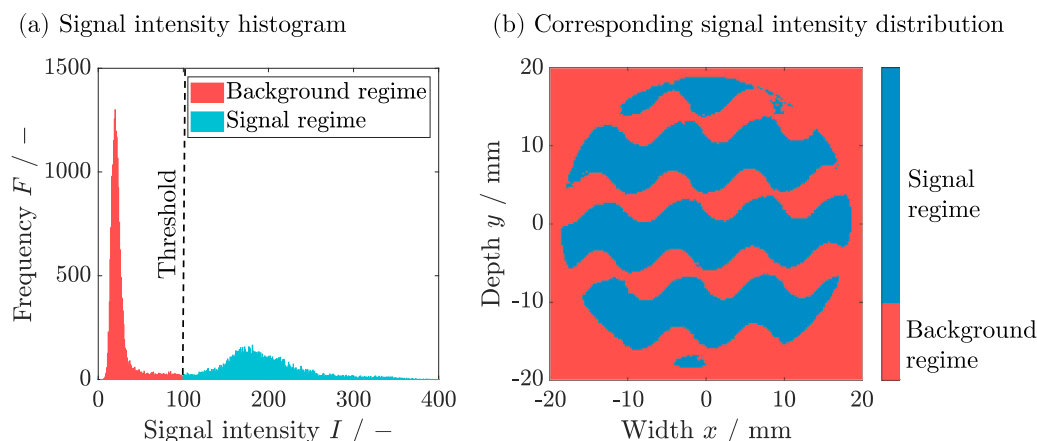 (a) Signal intensity histogram
1500
1000
500
0
0
100
200
300
400
Frequency F / −
Signal intensity I / −
Threshold
Background regime
Signal regime
(b) Corresponding signal intensity distribution
20
10
0
-10
-20
-20
-10
0
10
20
Depth y / mm
Width x / mm
Signal
regime
Background
regime